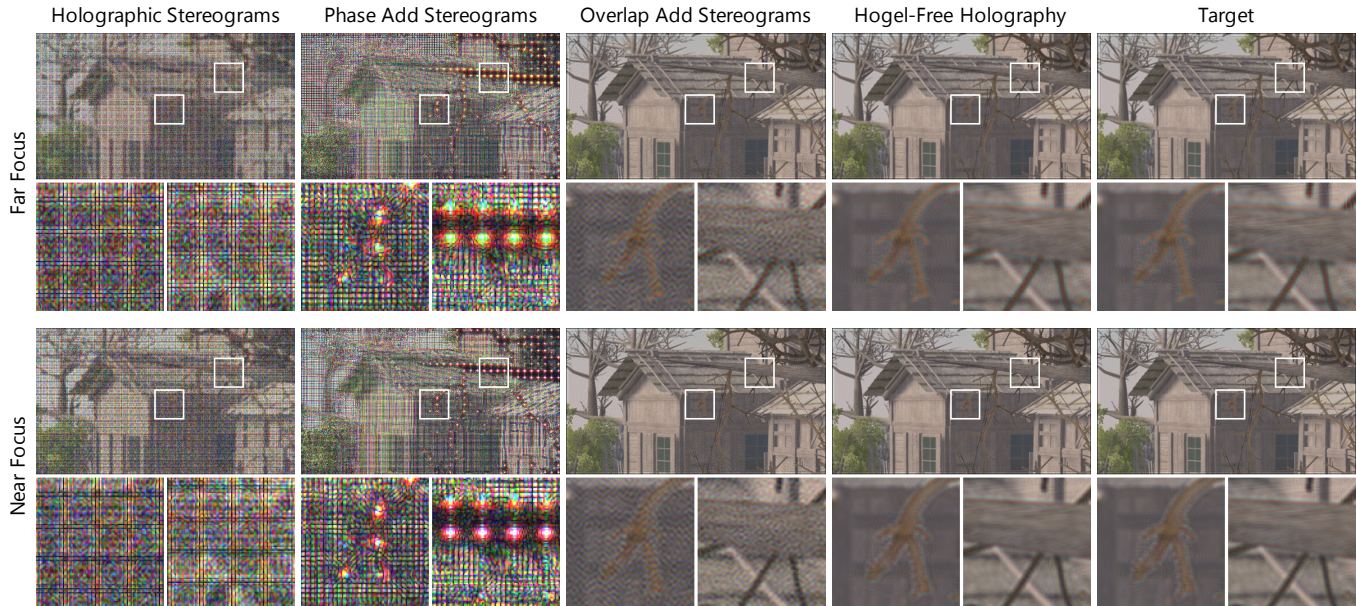 Holographic Stereograms
Phase Add Stereograms
Overlap Add Stereograms
Hogel-Free Holography
Target
Far Focus
Near Focus